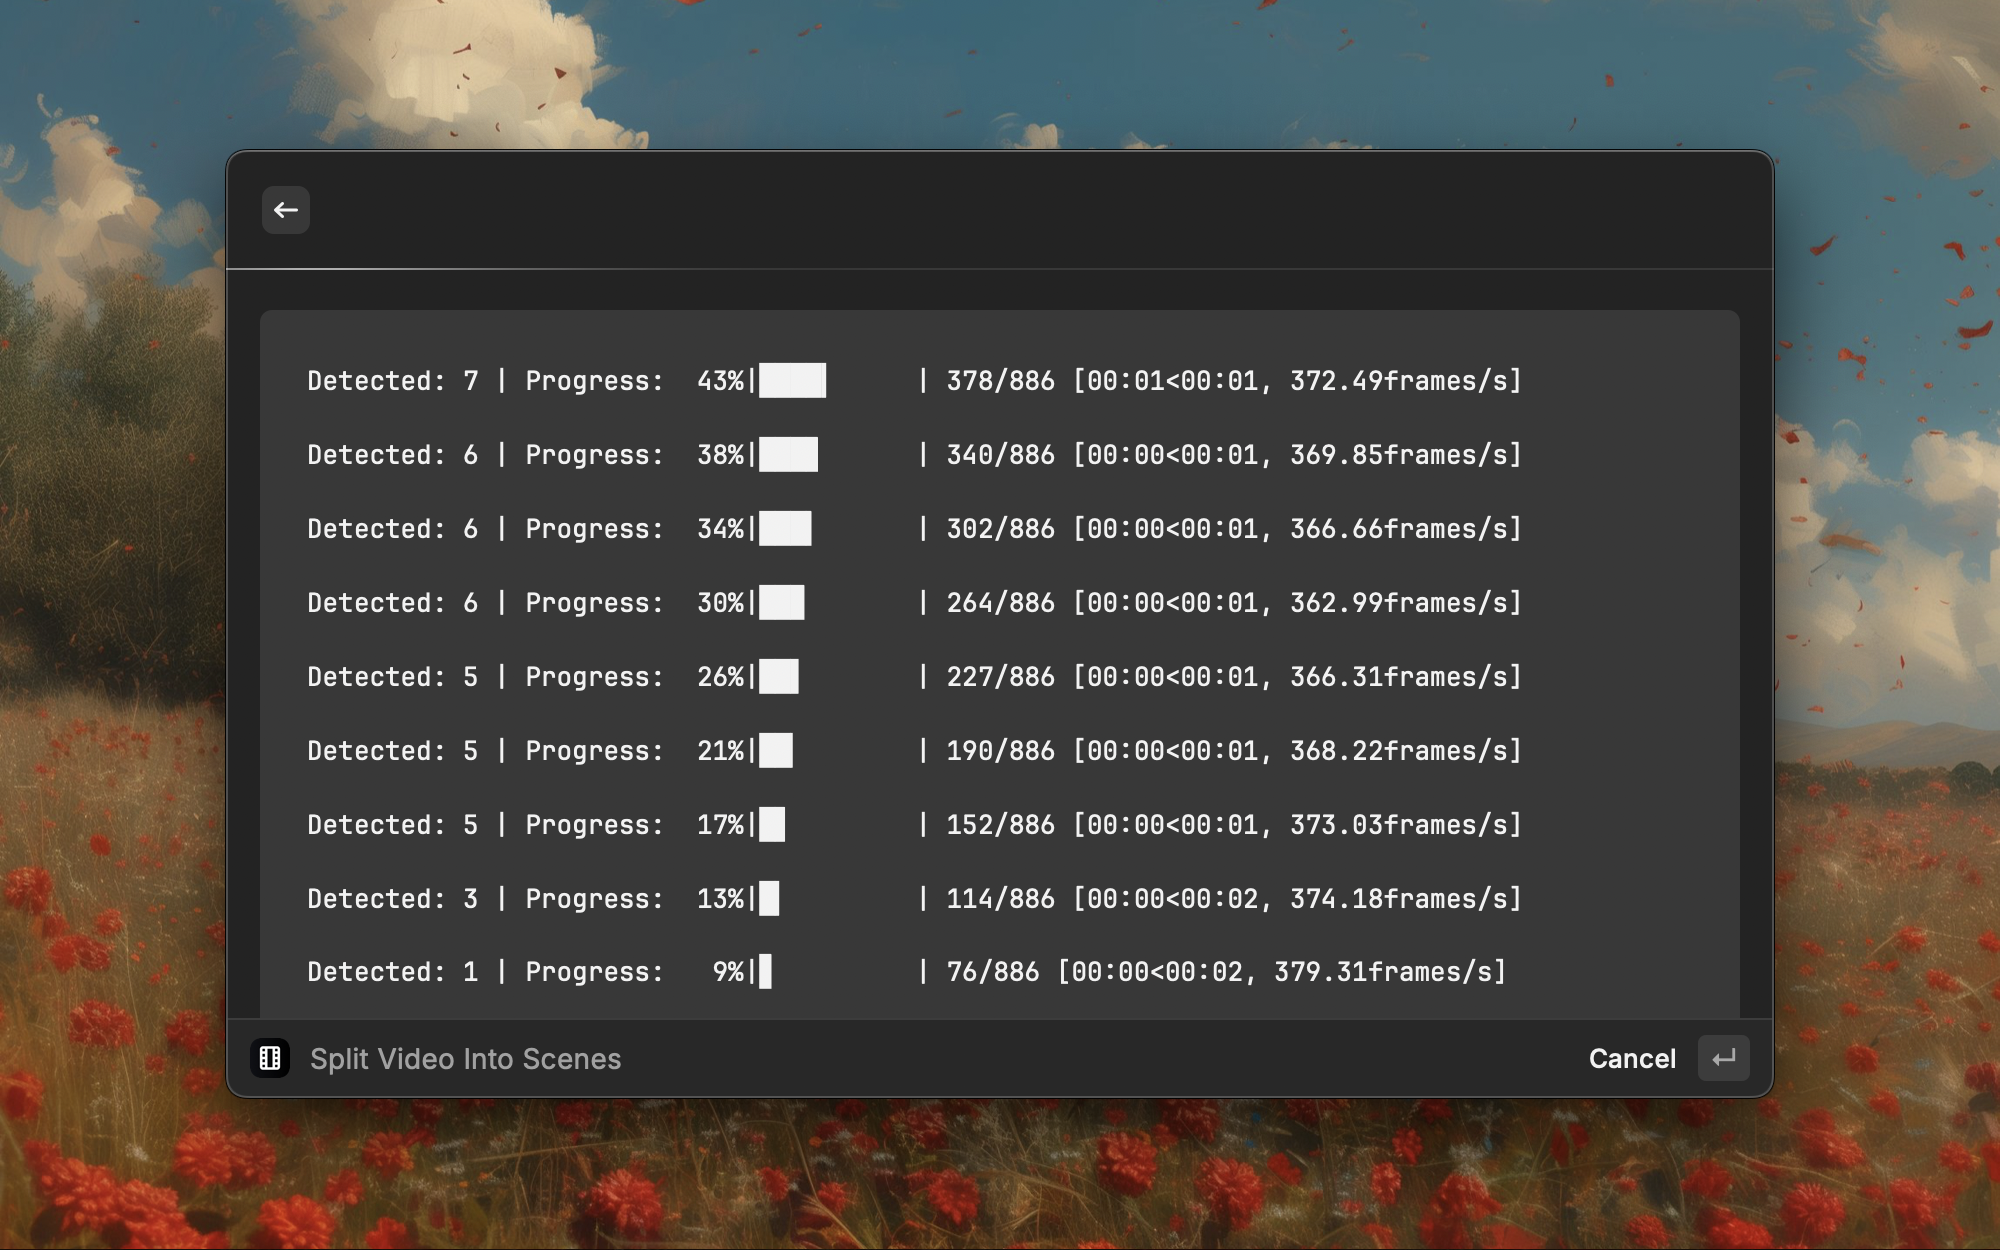 Detected: 7 | Progress:  43%|████▎     | 378/886 [00:01<00:01, 372.49frames/s]
Detected: 6 | Progress:  38%|███▊      | 340/886 [00:00<00:01, 369.85frames/s]
Detected: 6 | Progress:  34%|███▍      | 302/886 [00:00<00:01, 366.66frames/s]
Detected: 6 | Progress:  30%|██▉       | 264/886 [00:00<00:01, 362.99frames/s]
Detected: 5 | Progress:  26%|██▌       | 227/886 [00:00<00:01, 366.31frames/s]
Detected: 5 | Progress:  21%|██▏       | 190/886 [00:00<00:01, 368.22frames/s]
Detected: 5 | Progress:  17%|█▋        | 152/886 [00:00<00:01, 373.03frames/s]
Detected: 3 | Progress:  13%|█▎        | 114/886 [00:00<00:02, 374.18frames/s]
Detected: 1 | Progress:   9%|▊         | 76/886 [00:00<00:02, 379.31frames/s]
Split Video Into Scenes
Cancel